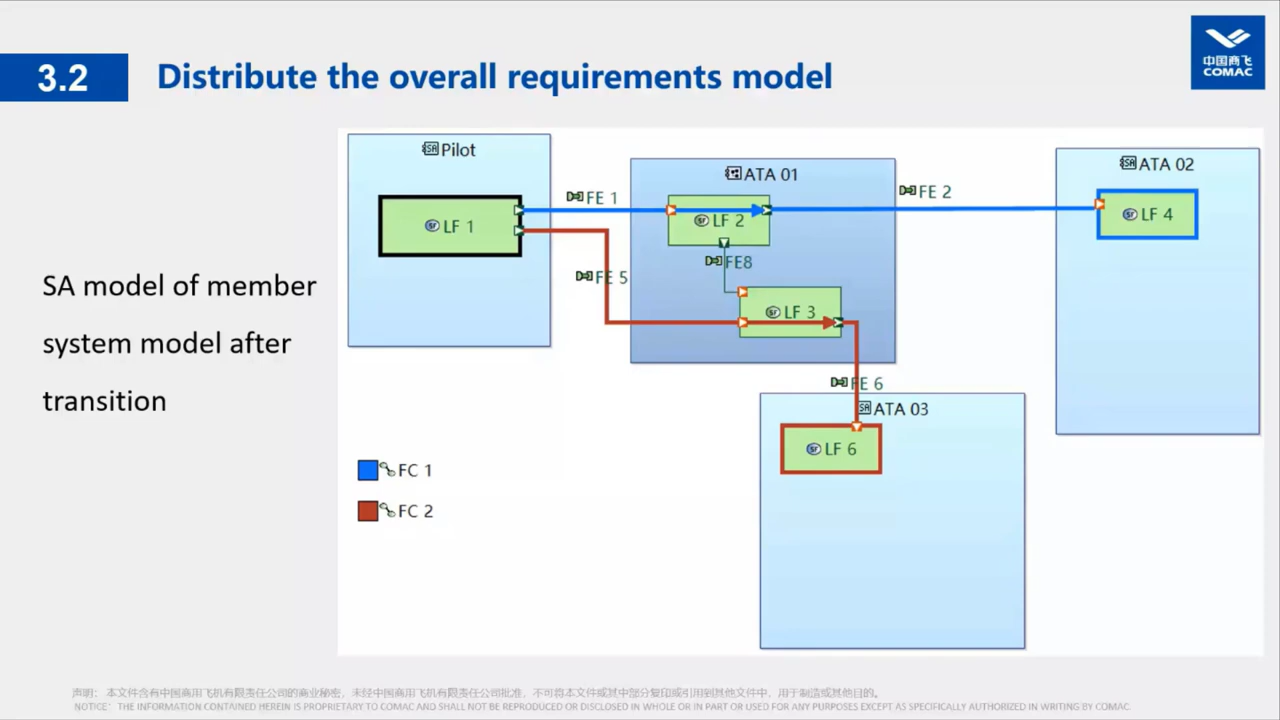 3.2
Distribute the overall requirements model
中国商飞
COMAC
SA model of member
system model after
transition
Pilot
LF 1
FE 1
FE 5
ATA 01
LF 2
FE8
LF 3
FE 2
ATA 02
LF 4
FE 6
ATA 03
LF 6
FC 1
FC 2
声明: 本文件含有中国商用飞机有限责任公司的商业秘密,未经中国商用飞机有限责任公司批准,不可将本文件或其中部分复印或引用到其他文件中,用于制造或其他目的。
NOTICE: THE INFORMATION CONTAINED HEREIN IS PROPRIETARY TO COMAC AND SHALL NOT BE REPRODUCED OR DISCLOSED IN WHOLE OR IN PART OR USED FOR ANY PURPOSES EXCEPT AS SPECIFICALLY AUTHORIZED IN WRITING BY COMAC.